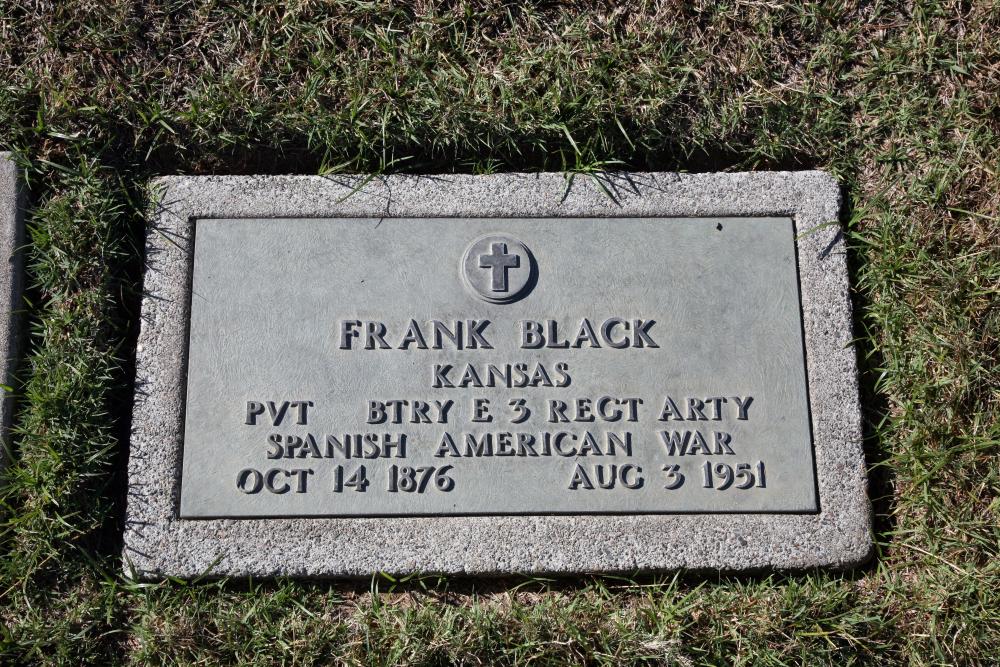 FRANK BLACK
KANSAS
PVT BTRY E 3 REGT ARTY
SPANISH AMERICAN WAR
OCT 14 1876 AUG 3 1951